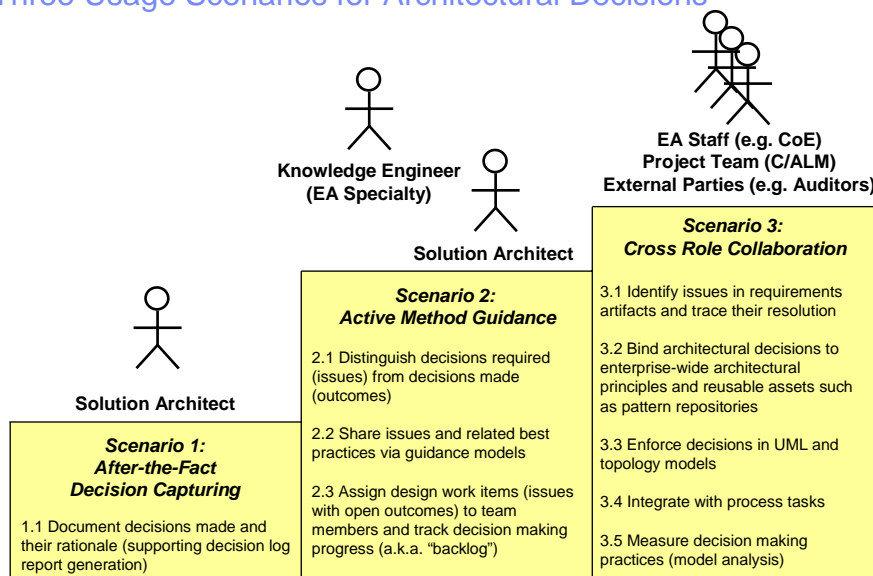 Three Usage Scenarios for Architectural Decisions
EA Staff (e.g. CoE)
Project Team (C/ALM)
External Parties (e.g. Auditors)
Knowledge Engineer
(EA Specialty)
Solution Architect
Solution Architect
Scenario 1:
After-the-Fact
Decision Capturing
1.1 Document decisions made and
their rationale (supporting decision log
report generation)
Scenario 2:
Active Method Guidance
2.1 Distinguish decisions required
(issues) from decisions made
(outcomes)
2.2 Share issues and related best
practices via guidance models
2.3 Assign design work items (issues
with open outcomes) to team
members and track decision making
progress (a.k.a. “backlog”)
Scenario 3:
Cross Role Collaboration
3.1 Identify issues in requirements
artifacts and trace their resolution
3.2 Bind architectural decisions to
enterprise-wide architectural
principles and reusable assets such
as pattern repositories
3.3 Enforce decisions in UML and
topology models
3.4 Integrate with process tasks
3.5 Measure decision making
practices (model analysis)